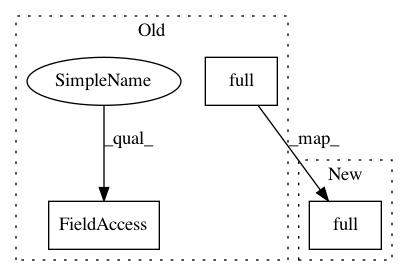 Old
SimpleName
full
_qual_
_map_
New
FieldAccess
full